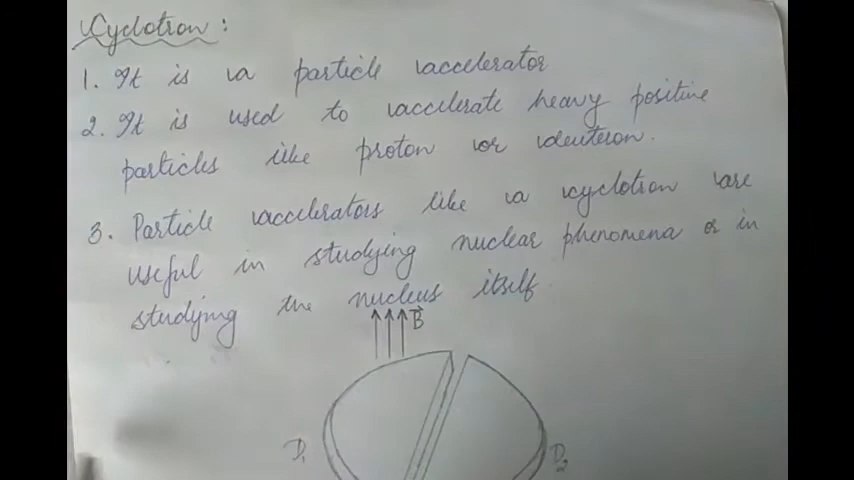 Cyclotron :
1. It is a particle accelerator
2. It is used to accelerate heavy positive
particles like proton or deuteron.
3. Particle accelerators like a cyclotron are
useful in studying nuclear phenomena or in
studying the nucleus itself
B
D1 D2